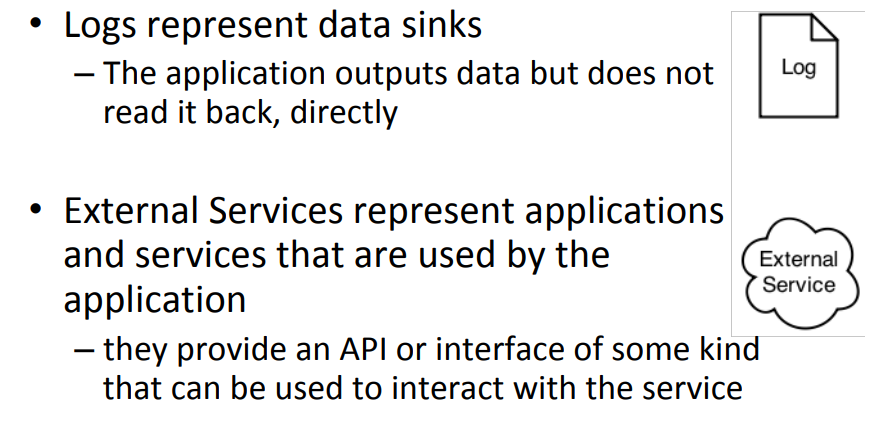 • Logs represent data sinks
– The application outputs data but does not
read it back, directly
Log
• External Services represent applications
and services that are used by the
application
External
Service
– they provide an API or interface of some kind
that can be used to interact with the service